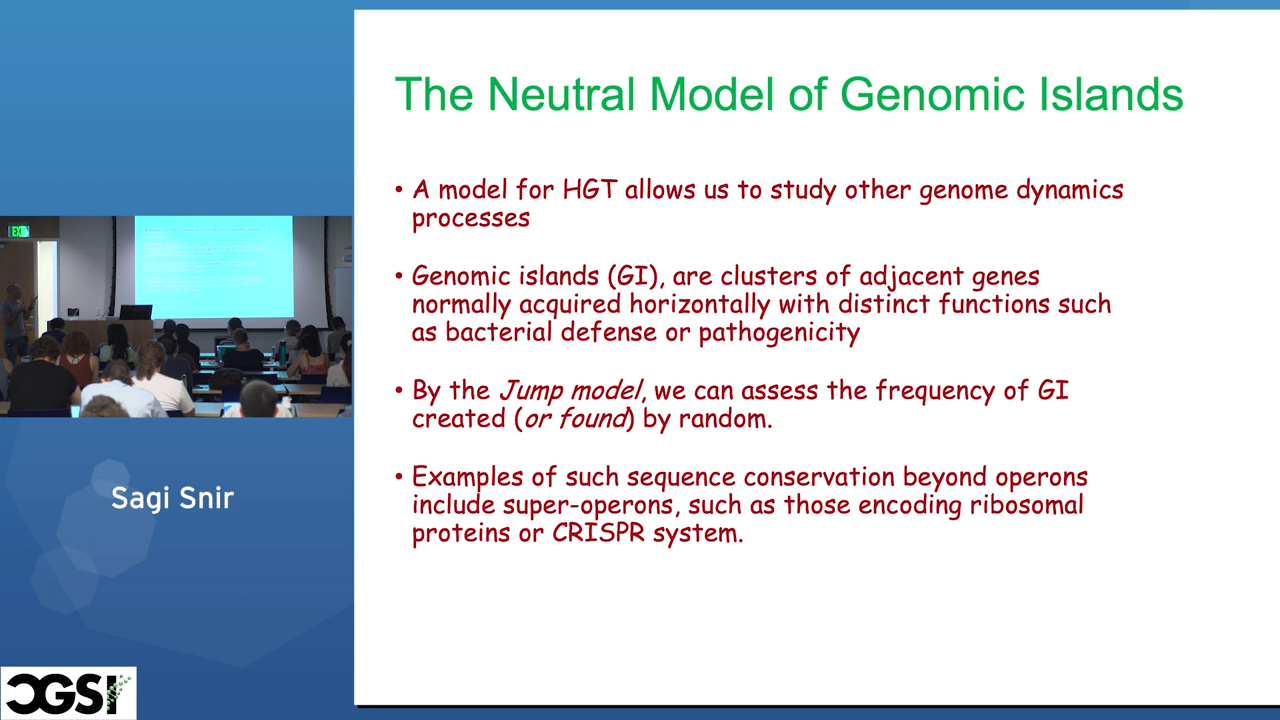 The Neutral Model of Genomic Islands
• A model for HGT allows us to study other genome dynamics
processes
• Genomic islands (GI), are clusters of adjacent genes
normally acquired horizontally with distinct functions such
as bacterial defense or pathogenicity
• By the Jump model, we can assess the frequency of GI
created (or found) by random.
• Examples of such sequence conservation beyond operons
include super-operons, such as those encoding ribosomal
proteins or CRISPR system.
Sagi Snir
CGSI